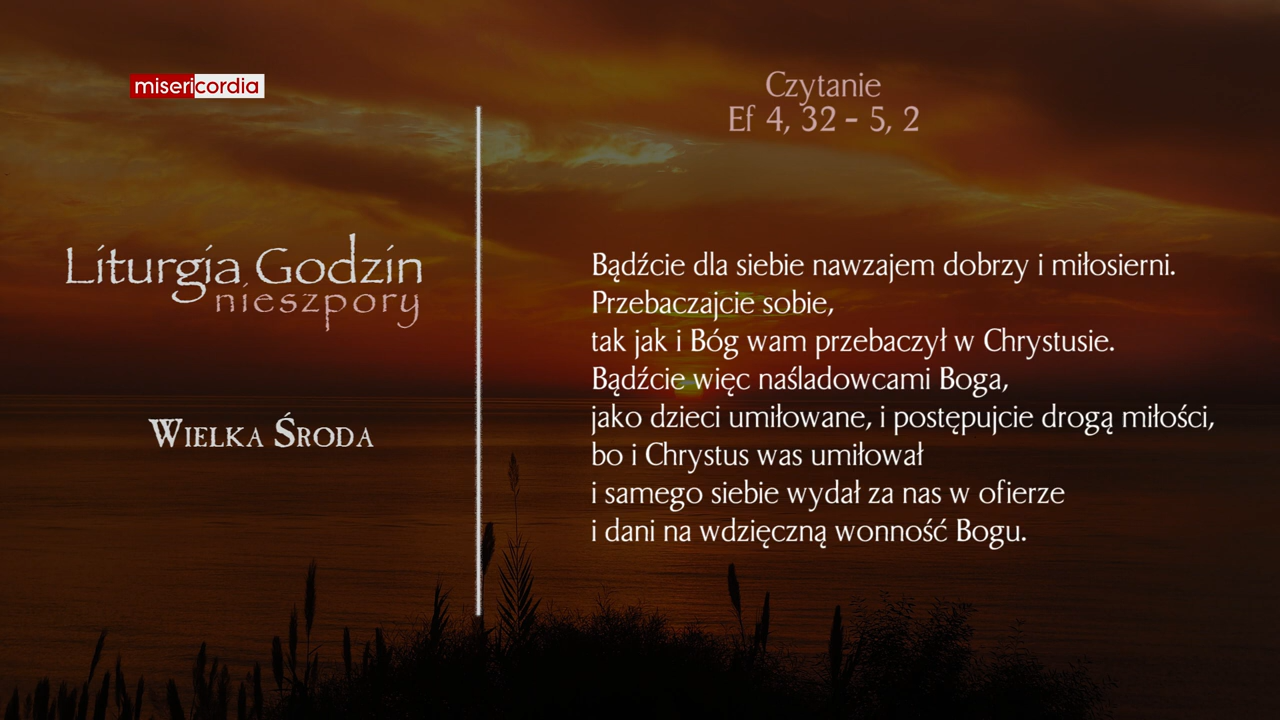 misericordia
Liturgia Godzin
nieszpory
Wielka Środa
Czytanie
Ef 4, 32 – 5, 2
Bądźcie dla siebie nawzajem dobrzy i miłosierni.
Przebaczajcie sobie,
tak jak i Bóg wam przebaczył w Chrystusie.
Bądźcie więc naśladowcami Boga,
jako dzieci umiłowane, i postępujcie drogą miłości,
bo i Chrystus was umiłował
i samego siebie wydał za nas w ofierze
i dani na wdzięczną wonność Bogu.